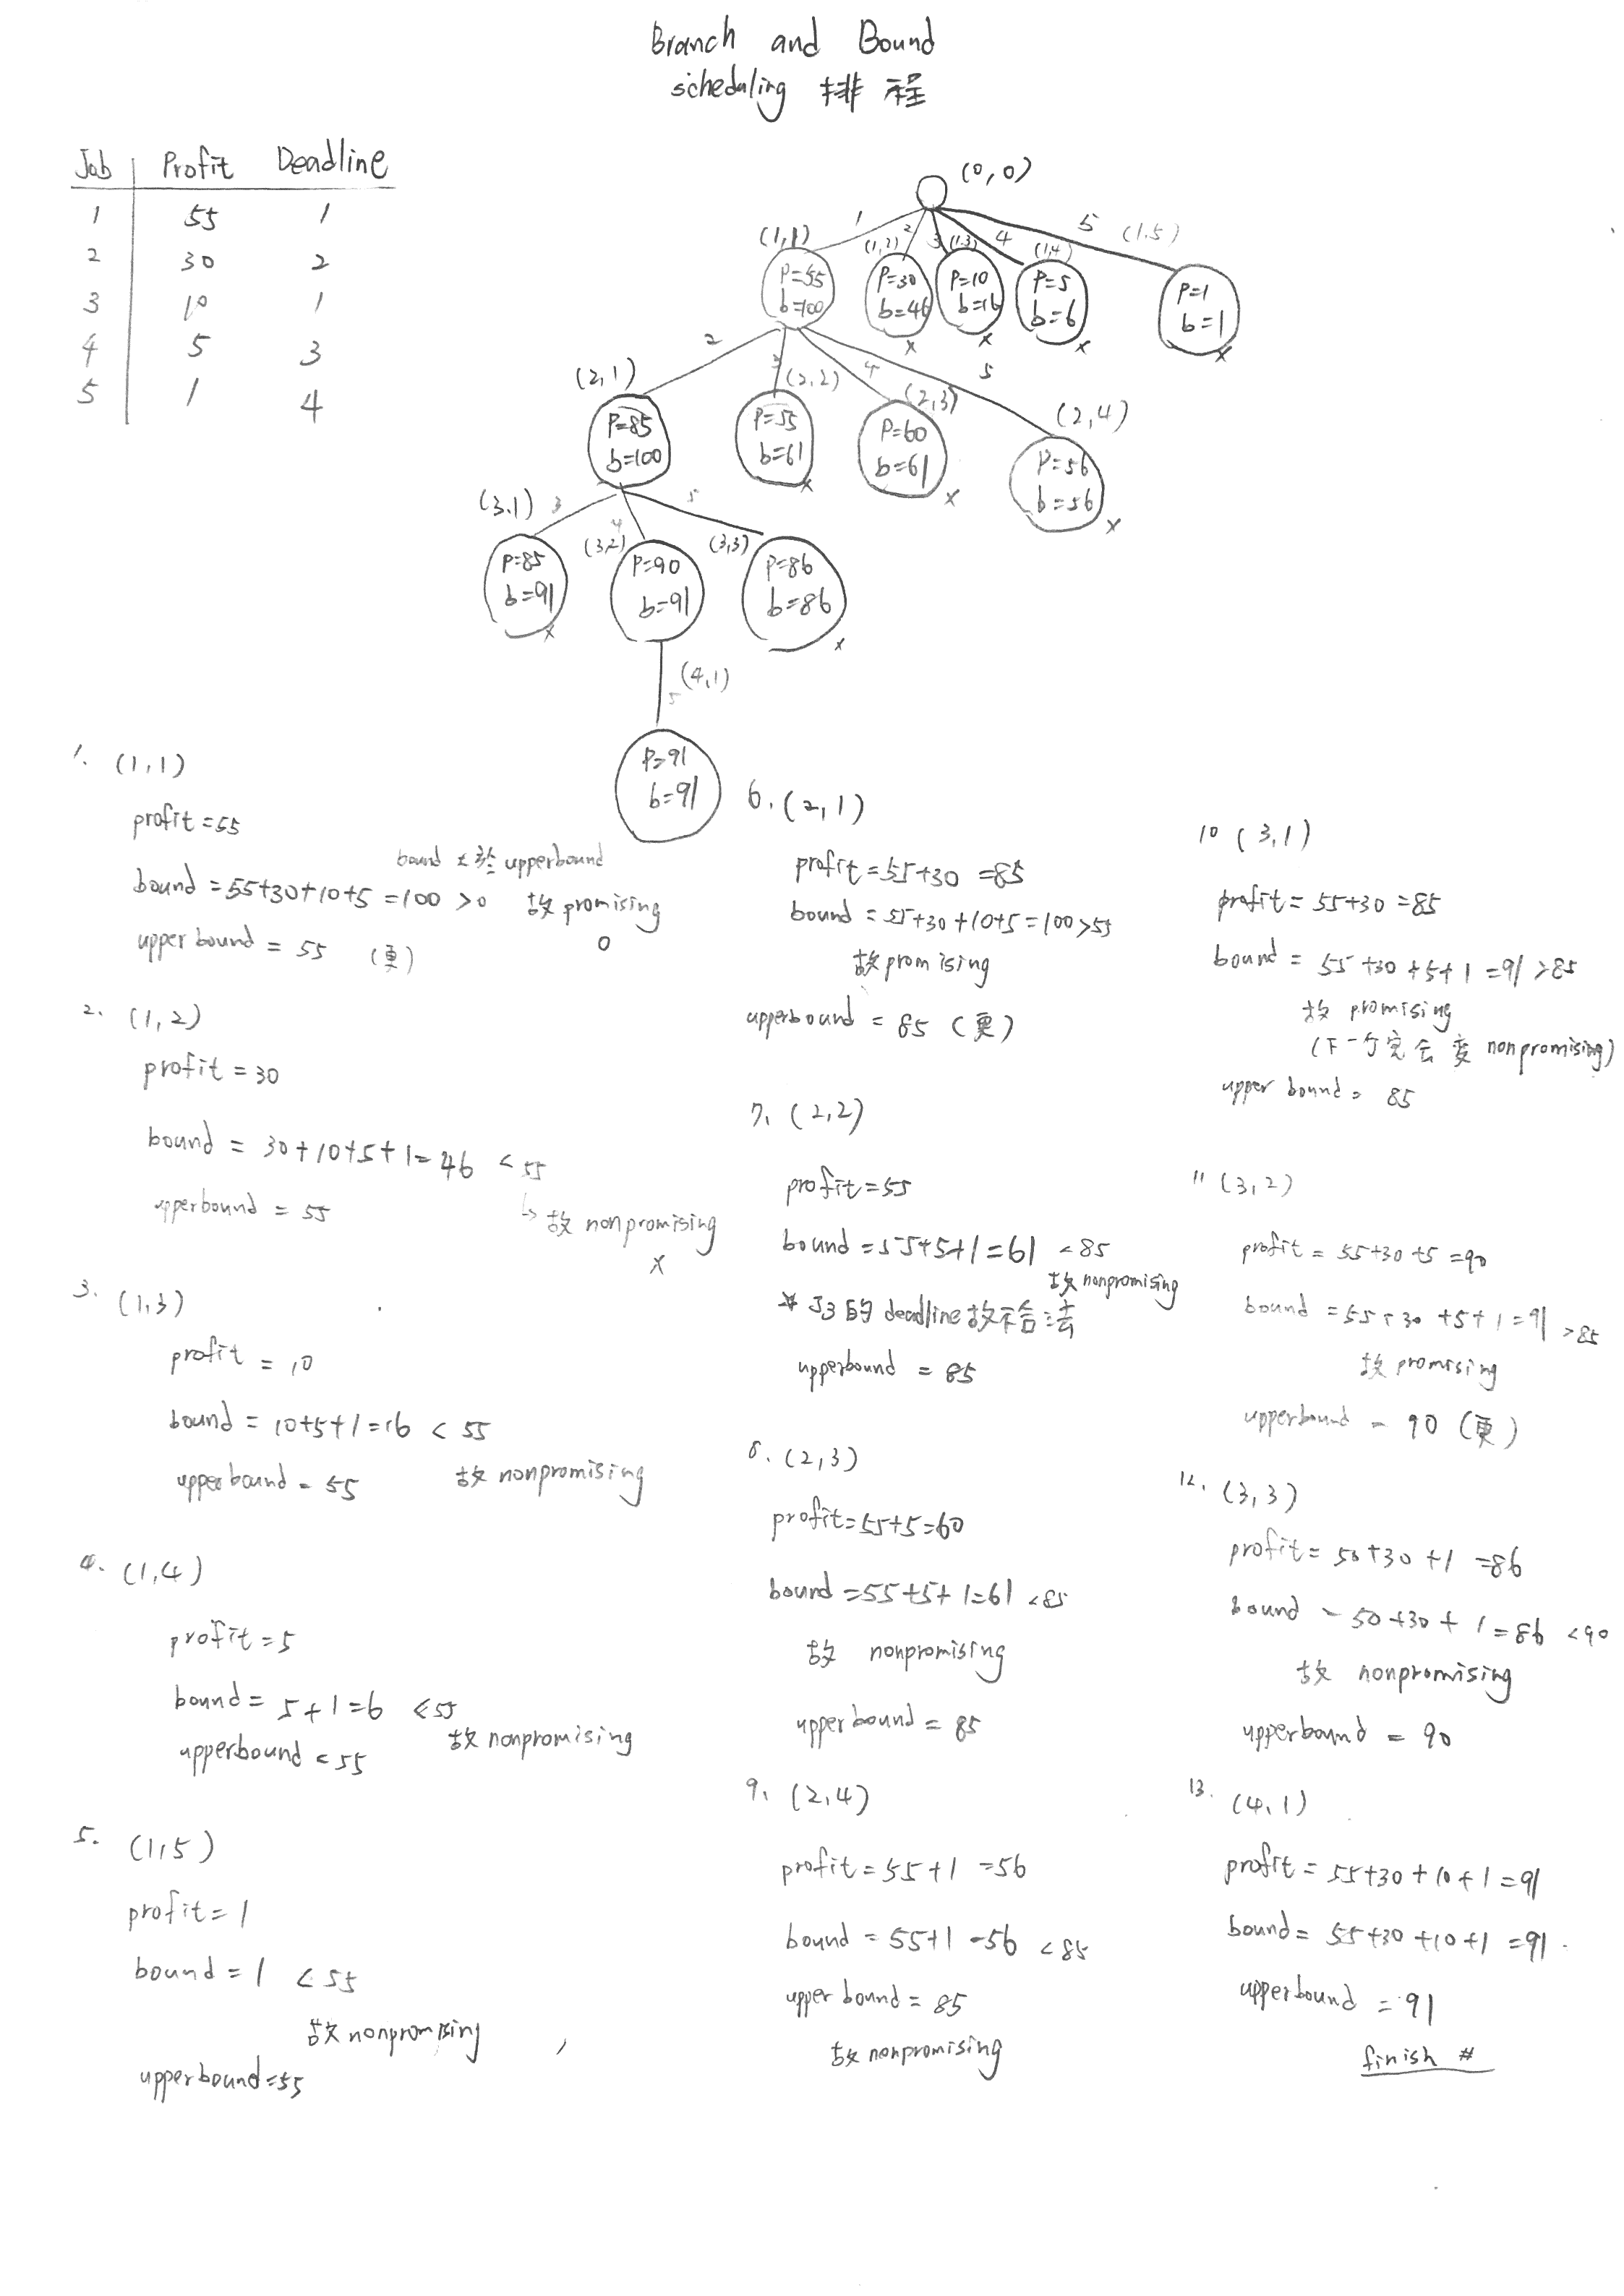 Branch and Bound
scheduling 排程
Job Profit Deadline
1 55 1
2 30 2
3 10 1
4 5 3
5 1 4
(0,0)
1 2 3 4 5
(1,1) (1,2) (1.3) (1,4) (1.5)
P=55 b=100
P=30 b=46 x
P=10 b=16 x
P=5 b=6 x
P=1 b=1 x
2 3 4 5
(2,1) (2,2) (2,3) (2,4)
P=85 b=100
P=55 b=61 x
P=60 b=61 x
P=56 b=56 x
3 4 5
(3.1) (3,2) (3,3)
P=85 b=91 x
P=90 b=91
P=86 b=86 x
5 (4,1)
P=91
b=91
1. (1,1)
profit=55
bound 大於 upperbound
bound =55+30+10+5 =100 >0 故 promising
upper bound = 55 (更) O
2. (1,2)
profit = 30
bound = 30+10+5+1=46 < 55
upperbound = 55 ↳ 故 nonpromising
x
3. (1,3)
profit = 10
bound = 10+5+1=16 < 55
upperbound = 55 故 nonpromising
4. (1,4)
profit=5
bound= 5+1=6 <55
故 nonpromising
upperbound < 55
5. (1,5)
profit=1
bound=1 <55
故 nonpromising
upperbound=55
6. (2,1)
profit=55+30 =85
bound = 55+30+10+5=100>55
故 promising
upperbound = 85 (更)
7. (2,2)
profit=55
bound =55+5+1=61 <85
故 nonpromising
☆ J3 的 deadline 故不合法
upperbound = 85
8. (2,3)
profit=55+5=60
bound =55+5+1=61 <85
故 nonpromising
upperbound = 85
9. (2,4)
profit=55+1 =56
bound = 55+1 =56 <85
upper bound = 85
故 nonpromising
10 (3,1)
profit= 55+30 =85
bound = 55+30+5+1=91 >85
故 promising
(下一行完會變 nonpromising)
upper bound = 85
11 (3,2)
profit = 55+30+5 =90
bound =55+30+5+1=91 >85
故 promising
upperbound = 90 (更)
12. (3,3)
profit= 50+30+1 =86
bound = 50+30+1=86 <90
故 nonpromising
upperbound = 90
13. (4,1)
profit= 55+30+10+1=91
bound= 55+30+10+1=91
upperbound = 91
finish #